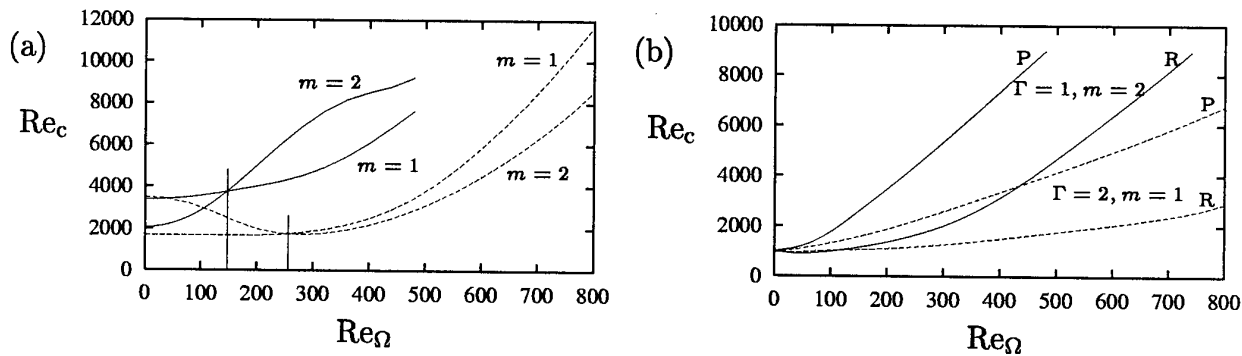 (a)
12000
10000
8000
6000
4000
2000
0
Re_c
m = 2
m = 1
m = 1
m = 2
0 100 200 300 400 500 600 700 800
Re_Ω
(b)
10000
8000
6000
4000
2000
0
Re_c
P
R
Γ = 1, m = 2
P
Γ = 2, m = 1
R
0 100 200 300 400 500 600 700 800
Re_Ω